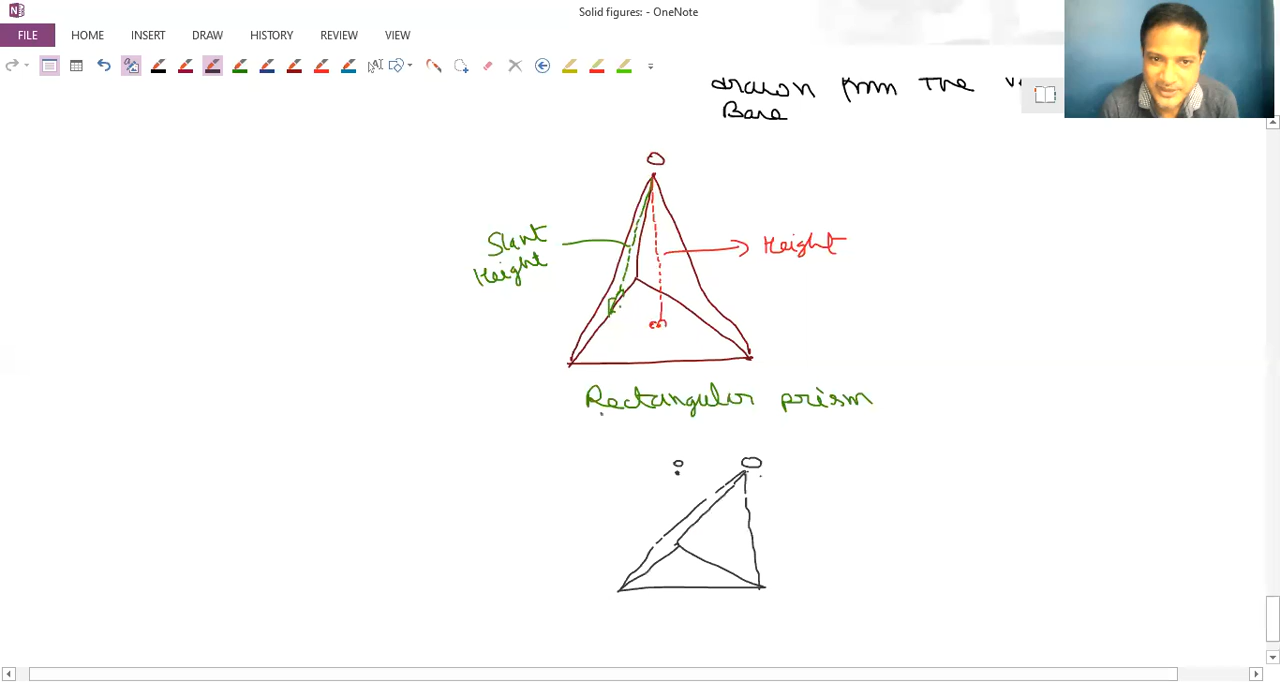 Solid figures: - OneNote
FILE HOME INSERT DRAW HISTORY REVIEW VIEW
drawn from the
Base
O
Slant
Height
Height
m
Rectangular prism
O